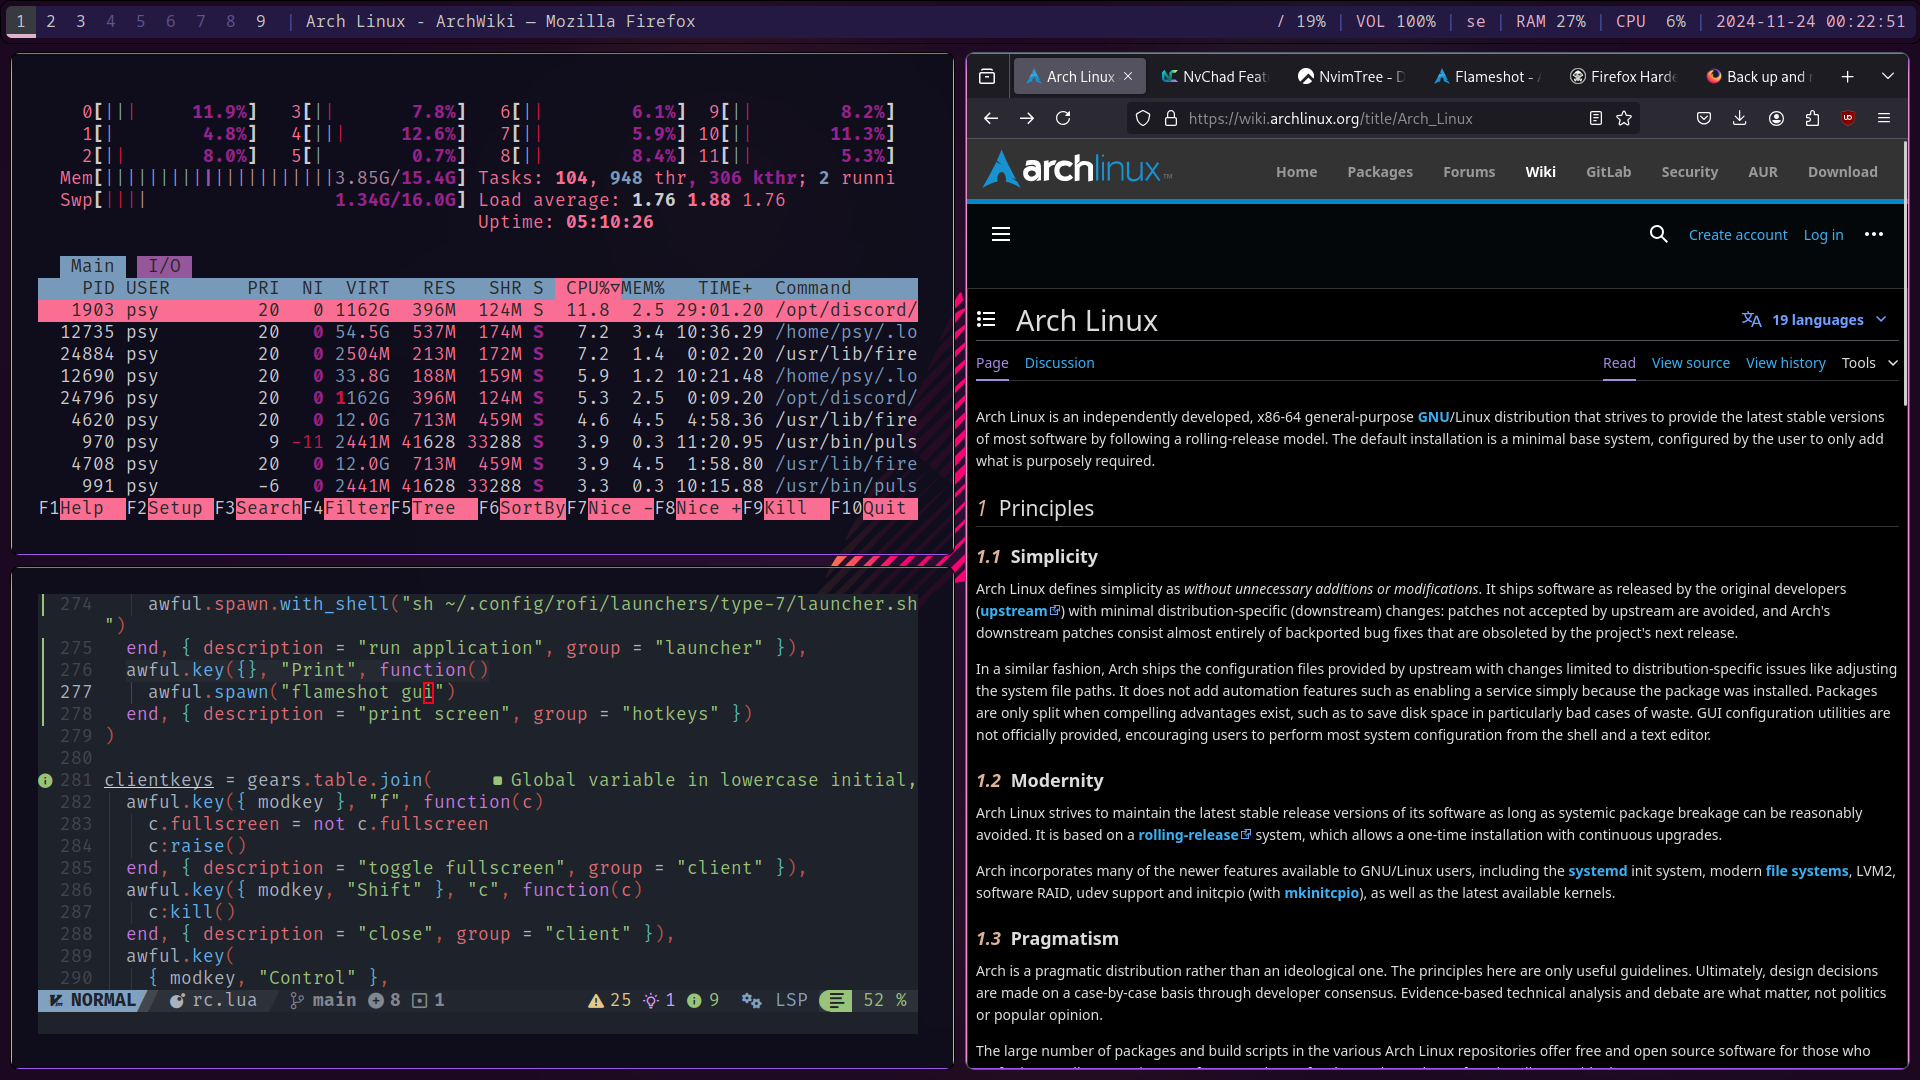 1 2 3 4 5 6 7 8 9 | Arch Linux - ArchWiki — Mozilla Firefox
/ 19% | VOL 100% | se | RAM 27% | CPU 6% | 2024-11-24 00:22:51
0[||| 11.9%] 3[|| 7.8%] 6[|| 6.1%] 9[|| 8.2%]
1[| 4.8%] 4[||| 12.6%] 7[|| 5.9%] 10[|| 11.3%]
2[|| 8.0%] 5[| 0.7%] 8[|| 8.4%] 11[|| 5.3%]
Mem[|||||||||||||||||||||3.85G/15.4G] Tasks: 104, 948 thr, 306 kthr; 2 runni
Swp[|||| 1.34G/16.0G] Load average: 1.76 1.88 1.76
Uptime: 05:10:26
Main I/O
PID USER PRI NI VIRT RES SHR S CPU%▽MEM% TIME+ Command
1903 psy 20 0 1162G 396M 124M S 11.8 2.5 29:01.20 /opt/discord/
12735 psy 20 0 54.5G 537M 174M S 7.2 3.4 10:36.29 /home/psy/.lo
24884 psy 20 0 2504M 213M 172M S 7.2 1.4 0:02.20 /usr/lib/fire
12690 psy 20 0 33.8G 188M 159M S 5.9 1.2 10:21.48 /home/psy/.lo
24796 psy 20 0 1162G 396M 124M S 5.3 2.5 0:09.20 /opt/discord/
4620 psy 20 0 12.0G 713M 459M S 4.6 4.5 4:58.36 /usr/lib/fire
970 psy 9 -11 2441M 41628 33288 S 3.9 0.3 11:20.95 /usr/bin/puls
4708 psy 20 0 12.0G 713M 459M S 3.9 4.5 1:58.80 /usr/lib/fire
991 psy -6 0 2441M 41628 33288 S 3.3 0.3 10:15.88 /usr/bin/puls
F1Help F2Setup F3SearchF4FilterF5Tree F6SortByF7Nice -F8Nice +F9Kill F10Quit
274 awful.spawn.with_shell("sh ~/.config/rofi/launchers/type-7/launcher.sh
")
275 end, { description = "run application", group = "launcher" }),
276 awful.key({}, "Print", function()
277 awful.spawn("flameshot gui")
278 end, { description = "print screen", group = "hotkeys" })
279 )
280
281 clientkeys = gears.table.join( ■ Global variable in lowercase initial,
282 awful.key({ modkey }, "f", function(c)
283 c.fullscreen = not c.fullscreen
284 c:raise()
285 end, { description = "toggle fullscreen", group = "client" }),
286 awful.key({ modkey, "Shift" }, "c", function(c)
287 c:kill()
288 end, { description = "close", group = "client" }),
289 awful.key(
290 { modkey, "Control" },
NORMAL rc.lua main 8 1 25 1 9 LSP 52 %
Arch Linux NvChad Feat NvimTree - D Flameshot - A Firefox Harde Back up and r
https://wiki.archlinux.org/title/Arch_Linux
archlinux™ Home Packages Forums Wiki GitLab Security AUR Download
Create account Log in
Arch Linux 19 languages
Page Discussion Read View source View history Tools
Arch Linux is an independently developed, x86-64 general-purpose GNU/Linux distribution that strives to provide the latest stable versions
of most software by following a rolling-release model. The default installation is a minimal base system, configured by the user to only add
what is purposely required.
1 Principles
1.1 Simplicity
Arch Linux defines simplicity as without unnecessary additions or modifications. It ships software as released by the original developers
(upstream) with minimal distribution-specific (downstream) changes: patches not accepted by upstream are avoided, and Arch's
downstream patches consist almost entirely of backported bug fixes that are obsoleted by the project's next release.
In a similar fashion, Arch ships the configuration files provided by upstream with changes limited to distribution-specific issues like adjusting
the system file paths. It does not add automation features such as enabling a service simply because the package was installed. Packages
are only split when compelling advantages exist, such as to save disk space in particularly bad cases of waste. GUI configuration utilities are
not officially provided, encouraging users to perform most system configuration from the shell and a text editor.
1.2 Modernity
Arch Linux strives to maintain the latest stable release versions of its software as long as systemic package breakage can be reasonably
avoided. It is based on a rolling-release system, which allows a one-time installation with continuous upgrades.
Arch incorporates many of the newer features available to GNU/Linux users, including the systemd init system, modern file systems, LVM2,
software RAID, udev support and initcpio (with mkinitcpio), as well as the latest available kernels.
1.3 Pragmatism
Arch is a pragmatic distribution rather than an ideological one. The principles here are only useful guidelines. Ultimately, design decisions
are made on a case-by-case basis through developer consensus. Evidence-based technical analysis and debate are what matter, not politics
or popular opinion.
The large number of packages and build scripts in the various Arch Linux repositories offer free and open source software for those who